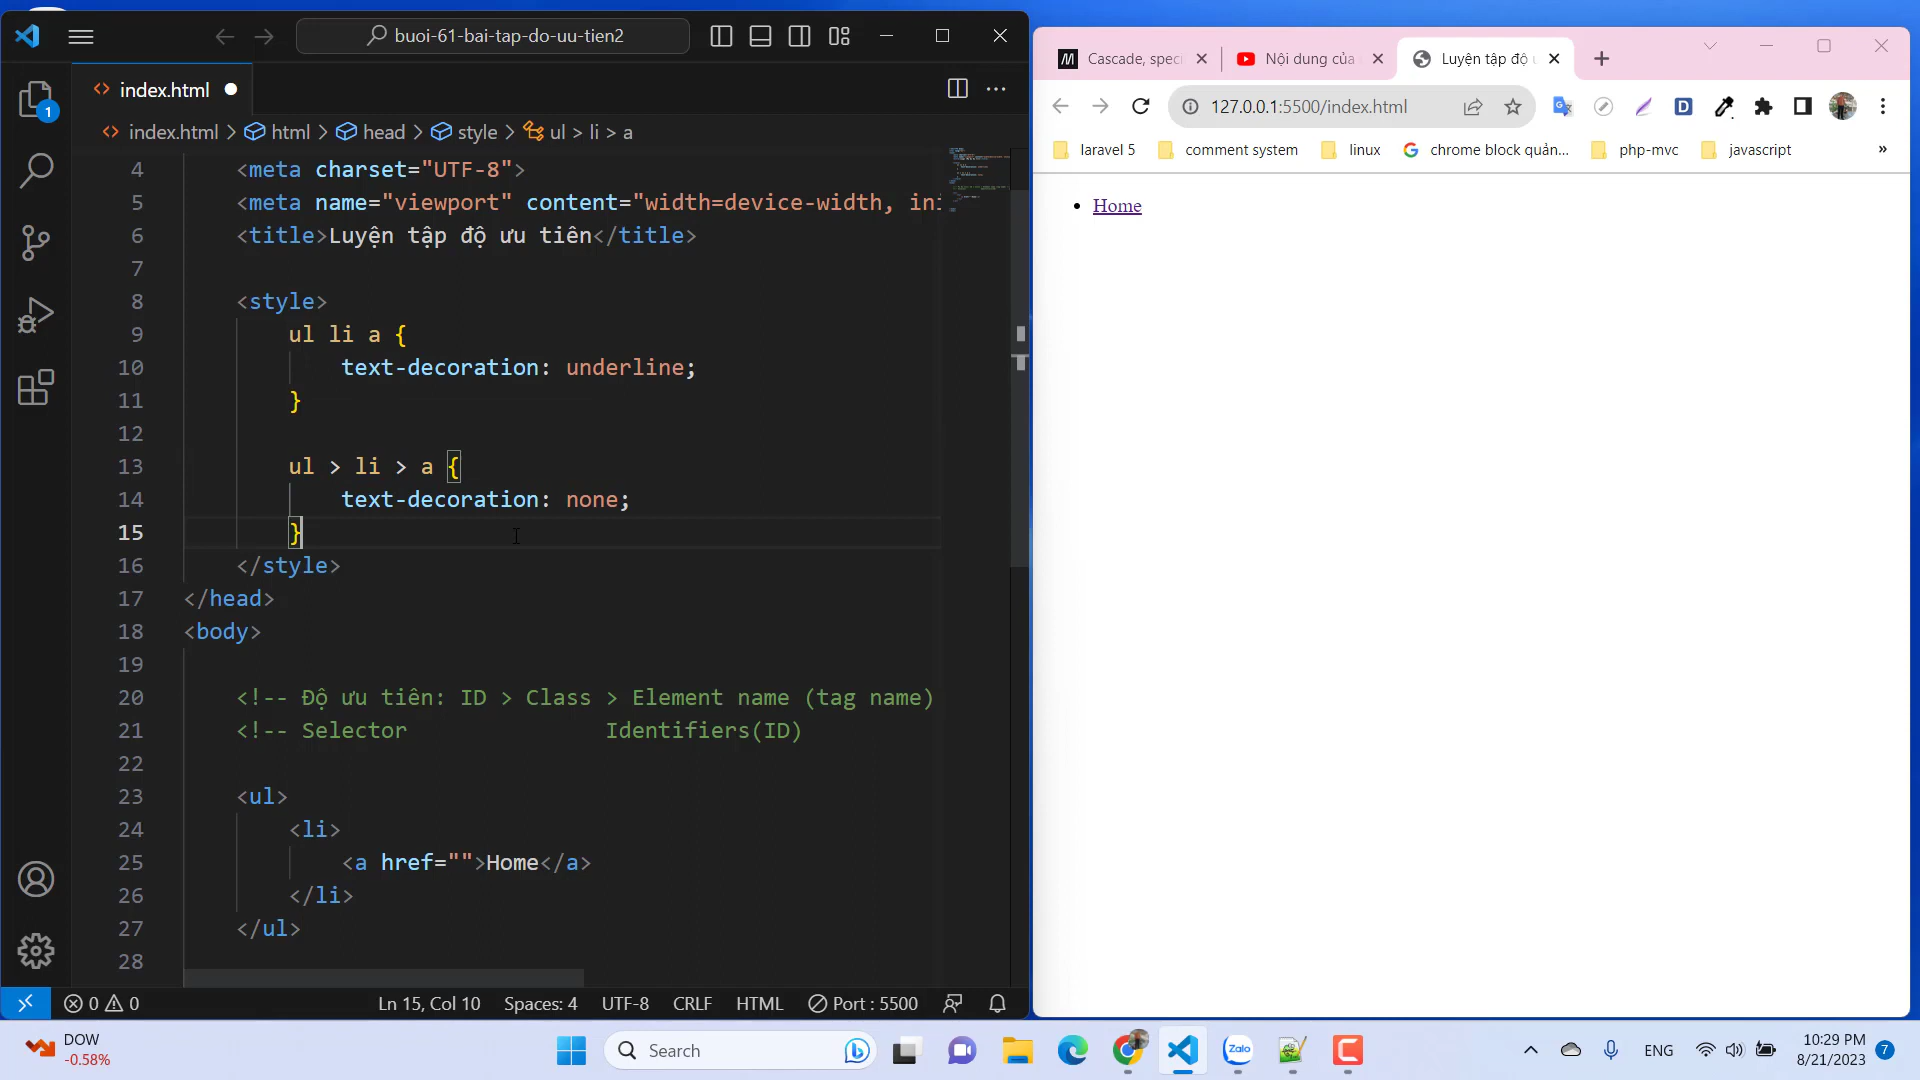 buoi-61-bai-tap-do-uu-tien2
index.html
index.html > html > head > style > ul > li > a
4 <meta charset="UTF-8">
5 <meta name="viewport" content="width=device-width, ini
6 <title>Luyện tập độ ưu tiên</title>
7
8 <style>
9 ul li a {
10 text-decoration: underline;
11 }
12
13 ul > li > a {
14 text-decoration: none;
15 }
16 </style>
17 </head>
18 <body>
19
20 <!-- Độ ưu tiên: ID > Class > Element name (tag name)
21 <!-- Selector Identifiers(ID)
22
23 <ul>
24 <li>
25 <a href="">Home</a>
26 </li>
27 </ul>
28
1
0 0 Ln 15, Col 10 Spaces: 4 UTF-8 CRLF HTML Port : 5500
Cascade, speci Nội dung của Luyện tập độ ư
127.0.0.1:5500/index.html
laravel 5 comment system linux chrome block quản... php-mvc javascript »
Home
DOW
-0.58%
Search
Zalo
ENG
10:29 PM
8/21/2023
7